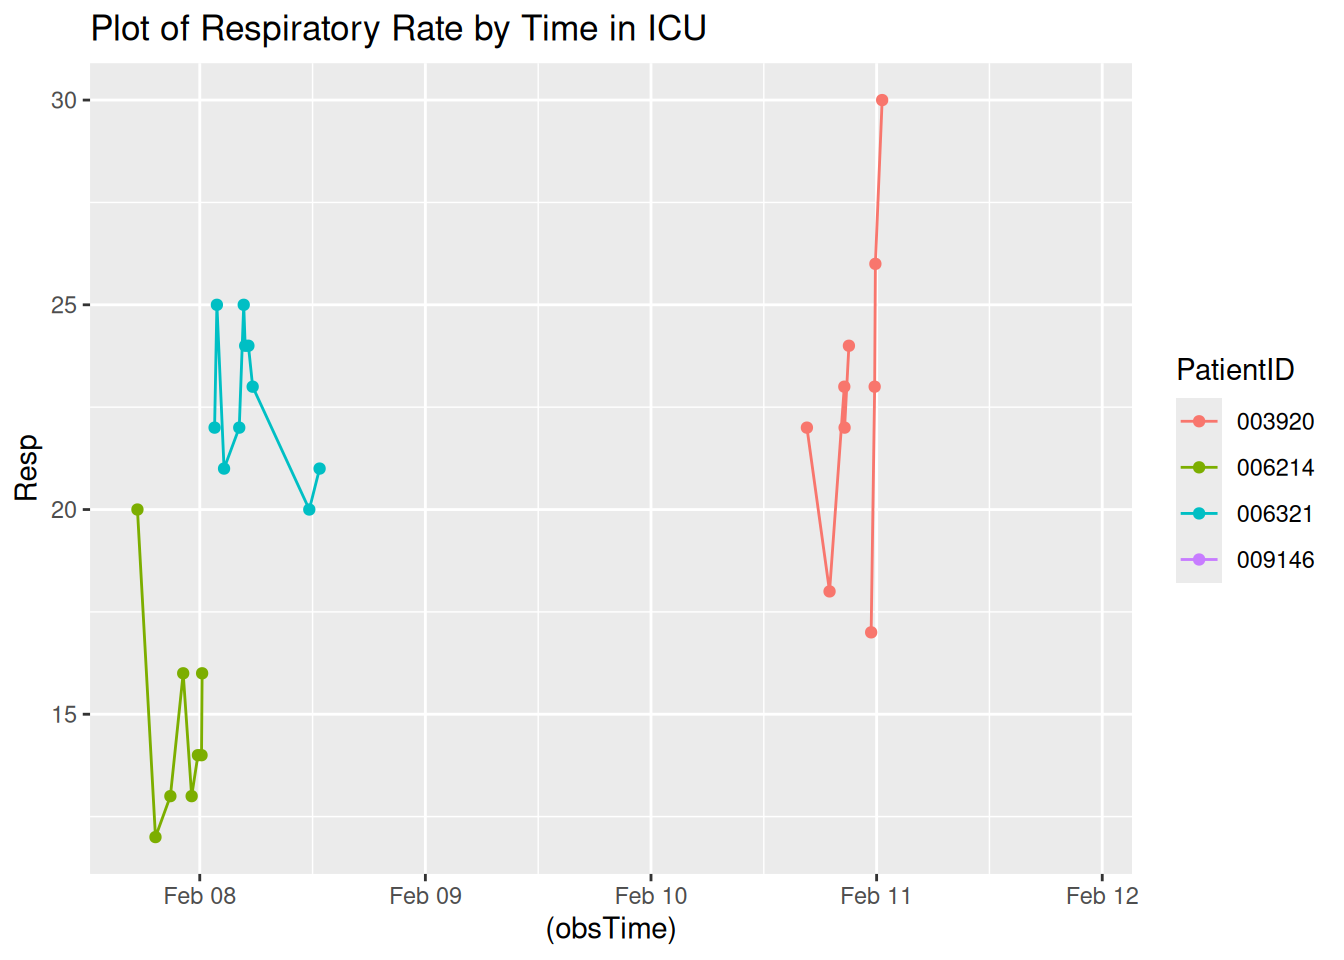 Plot of Respiratory Rate by Time in ICU
30
25
20
15
Resp
Feb 08
Feb 09
Feb 10
Feb 11
Feb 12
(obsTime)
PatientID
003920
006214
006321
009146